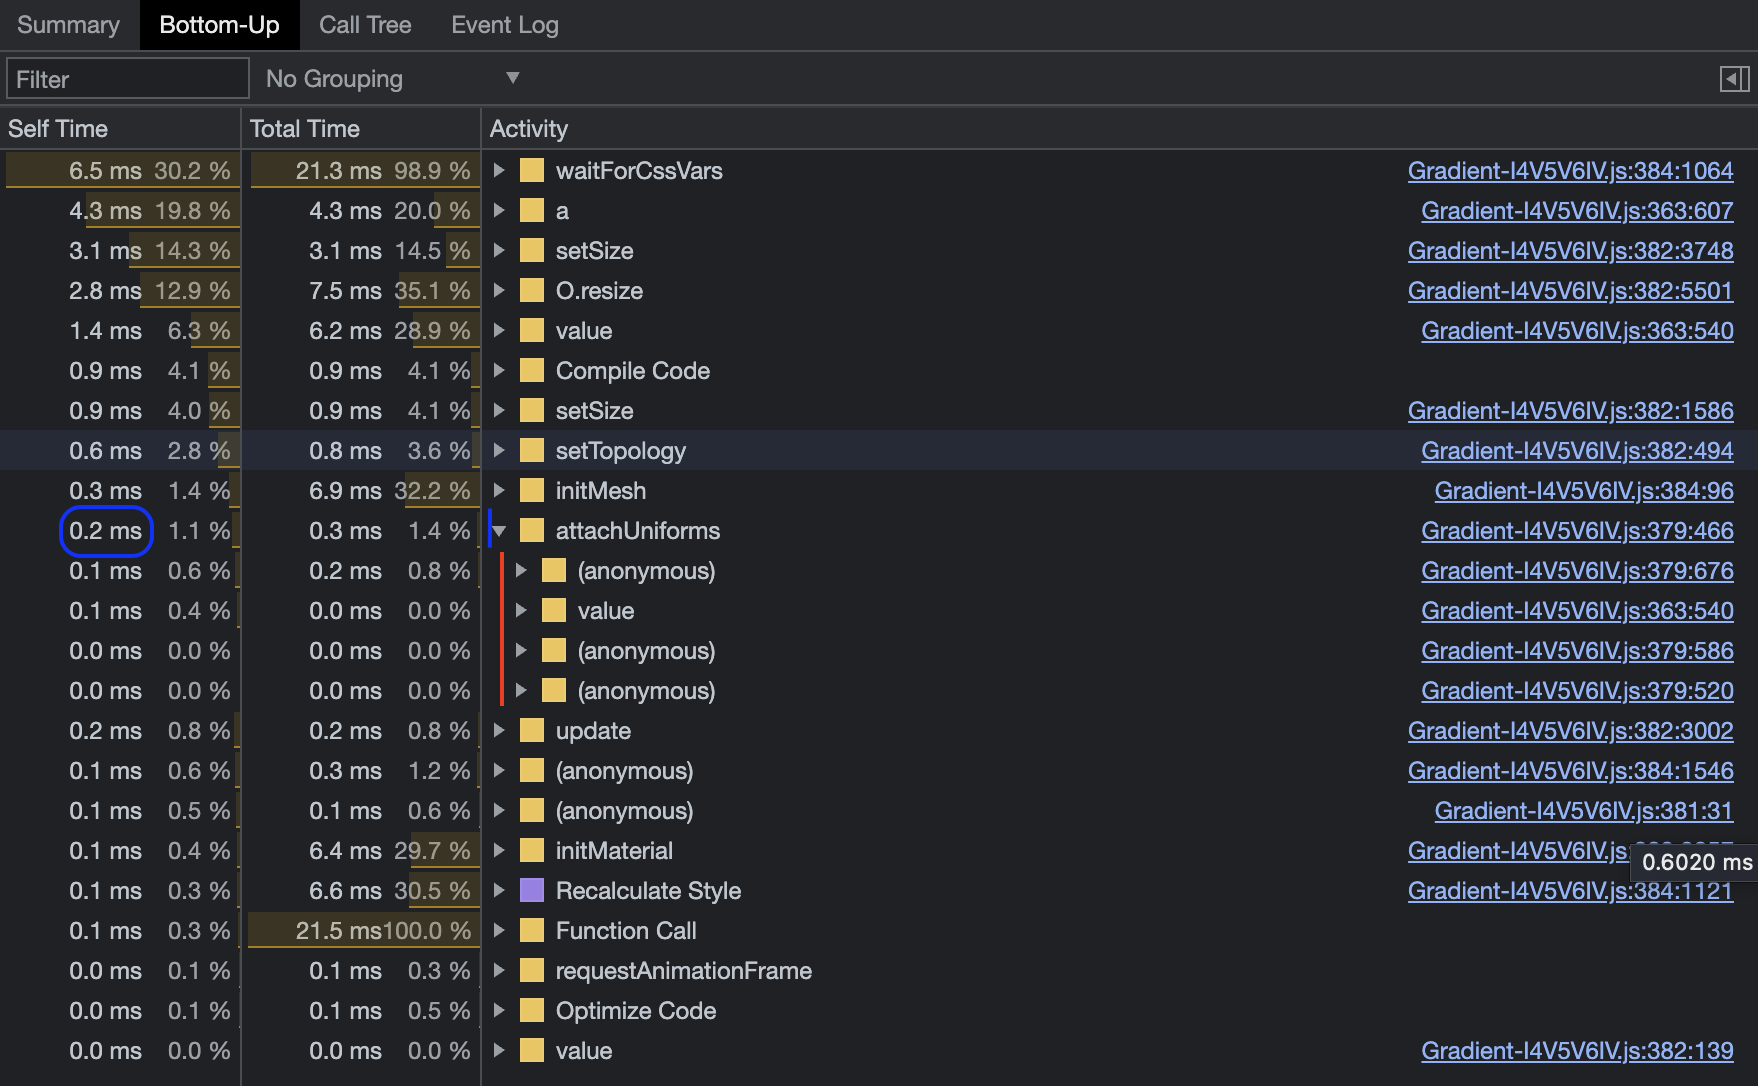 Summary Bottom-Up Call Tree Event Log
Filter No Grouping
Self Time Total Time Activity
6.5 ms 30.2 % 21.3 ms 98.9 % waitForCssVars Gradient-I4V5V6IV.js:384:1064
4.3 ms 19.8 % 4.3 ms 20.0 % a Gradient-I4V5V6IV.js:363:607
3.1 ms 14.3 % 3.1 ms 14.5 % setSize Gradient-I4V5V6IV.js:382:3748
2.8 ms 12.9 % 7.5 ms 35.1 % O.resize Gradient-I4V5V6IV.js:382:5501
1.4 ms 6.3 % 6.2 ms 28.9 % value Gradient-I4V5V6IV.js:363:540
0.9 ms 4.1 % 0.9 ms 4.1 % Compile Code
0.9 ms 4.0 % 0.9 ms 4.1 % setSize Gradient-I4V5V6IV.js:382:1586
0.6 ms 2.8 % 0.8 ms 3.6 % setTopology Gradient-I4V5V6IV.js:382:494
0.3 ms 1.4 % 6.9 ms 32.2 % initMesh Gradient-I4V5V6IV.js:384:96
0.2 ms 1.1 % 0.3 ms 1.4 % attachUniforms Gradient-I4V5V6IV.js:379:466
0.1 ms 0.6 % 0.2 ms 0.8 % (anonymous) Gradient-I4V5V6IV.js:379:676
0.1 ms 0.4 % 0.0 ms 0.0 % value Gradient-I4V5V6IV.js:363:540
0.0 ms 0.0 % 0.0 ms 0.0 % (anonymous) Gradient-I4V5V6IV.js:379:586
0.0 ms 0.0 % 0.0 ms 0.0 % (anonymous) Gradient-I4V5V6IV.js:379:520
0.2 ms 0.8 % 0.2 ms 0.8 % update Gradient-I4V5V6IV.js:382:3002
0.1 ms 0.6 % 0.3 ms 1.2 % (anonymous) Gradient-I4V5V6IV.js:384:1546
0.1 ms 0.5 % 0.1 ms 0.6 % (anonymous) Gradient-I4V5V6IV.js:381:31
0.1 ms 0.4 % 6.4 ms 29.7 % initMaterial Gradient-I4V5V6IV.js
0.6020 ms
0.1 ms 0.3 % 6.6 ms 30.5 % Recalculate Style Gradient-I4V5V6IV.js:384:1121
0.1 ms 0.3 % 21.5 ms 100.0 % Function Call
0.0 ms 0.1 % 0.1 ms 0.3 % requestAnimationFrame
0.0 ms 0.1 % 0.1 ms 0.5 % Optimize Code
0.0 ms 0.0 % 0.0 ms 0.0 % value Gradient-I4V5V6IV.js:382:139